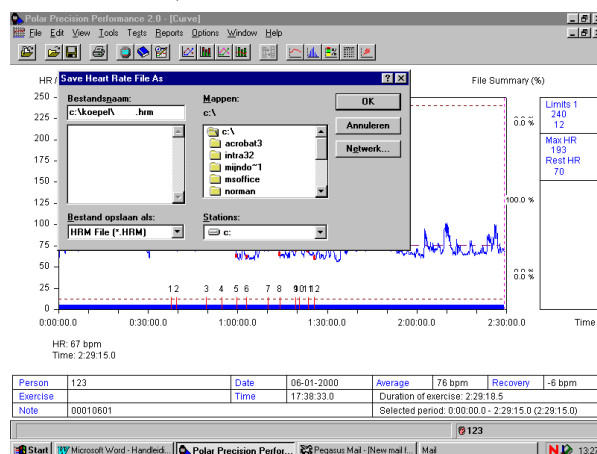 Polar Precision Performance 2.0 - [Curve]
File Edit View Tools Tests Reports Options Window Help
HR /
File Summary (%)
Save Heart Rate File As
Bestandsnaam:
c:\koepel\ .hrm
Mappen:
c:\
c:\
acrobat3
intra32
mijndo~1
msoffice
norman
OK
Annuleren
Netwerk...
Bestand opslaan als:
HRM File (*.HRM)
Stations:
c:
250
225
200
175
150
125
100
75
50
25
0
0.0 %
100.0 %
0.0 %
Limits 1
240
12
Max HR
193
Rest HR
70
1 2 3 4 5 6 7 8
0:00:00.0 0:30:00.0 1:00:00.0 1:30:00.0 2:00:00.0 2:30:00.0 Time
HR: 67 bpm
Time: 2:29:15.0
Person 123 Date 06-01-2000 Average 76 bpm Recovery -6 bpm
Exercise Time 17:38:33.0 Duration of exercise: 2:29:18.5
Note 00010601 Selected period: 0:00:00.0 - 2:29:15.0 (2:29:15.0)
123
Start Microsoft Word - Handleidi... Polar Precision Perfor... Pegasus Mail - [New mail f... Mail 13:27